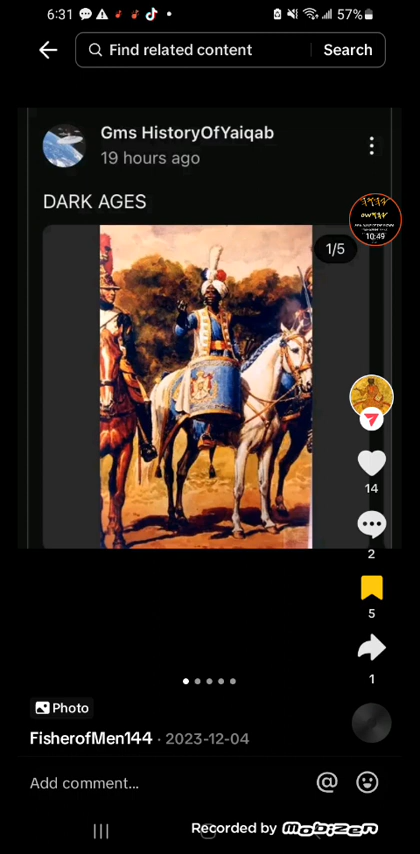 6:31
57%
Find related content
Search
Gms HistoryOfYaiqab
19 hours ago
DARK AGES
1/5
10:49
14
2
5
1
Photo
FisherofMen144 · 2023-12-04
Add comment...
Recorded by MOBIZEN